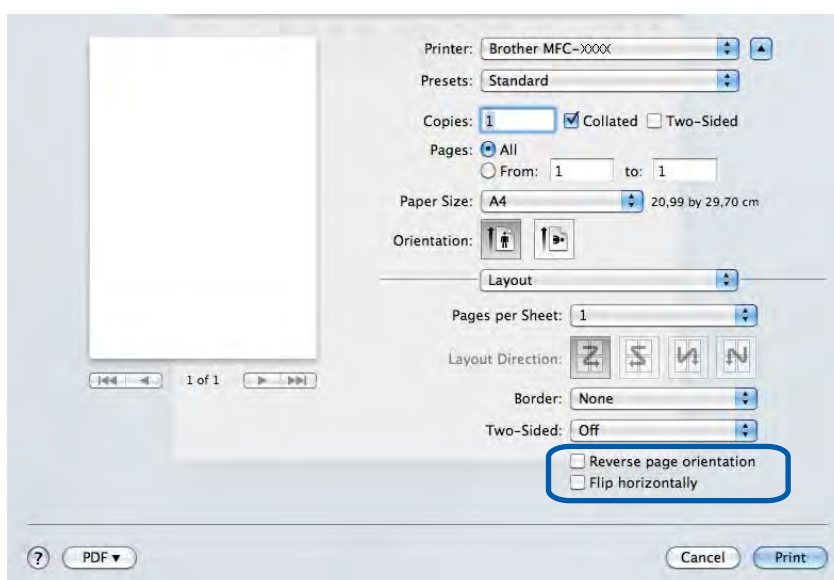 Printer: Brother MFC-XXXX
Presets: Standard
Copies: 1 Collated Two-Sided
Pages: All
From: 1 to: 1
Paper Size: A4 20,99 by 29,70 cm
Orientation:
Layout
Pages per Sheet: 1
Layout Direction:
1 of 1
Border: None
Two-Sided: Off
Reverse page orientation
Flip horizontally
? PDF Cancel Print